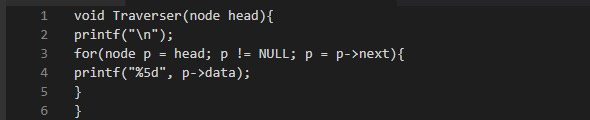 1 void Traverser(node head){
2 printf("\n");
3 for(node p = head; p != NULL; p = p->next){
4 printf("%5d", p->data);
5 }
6 }